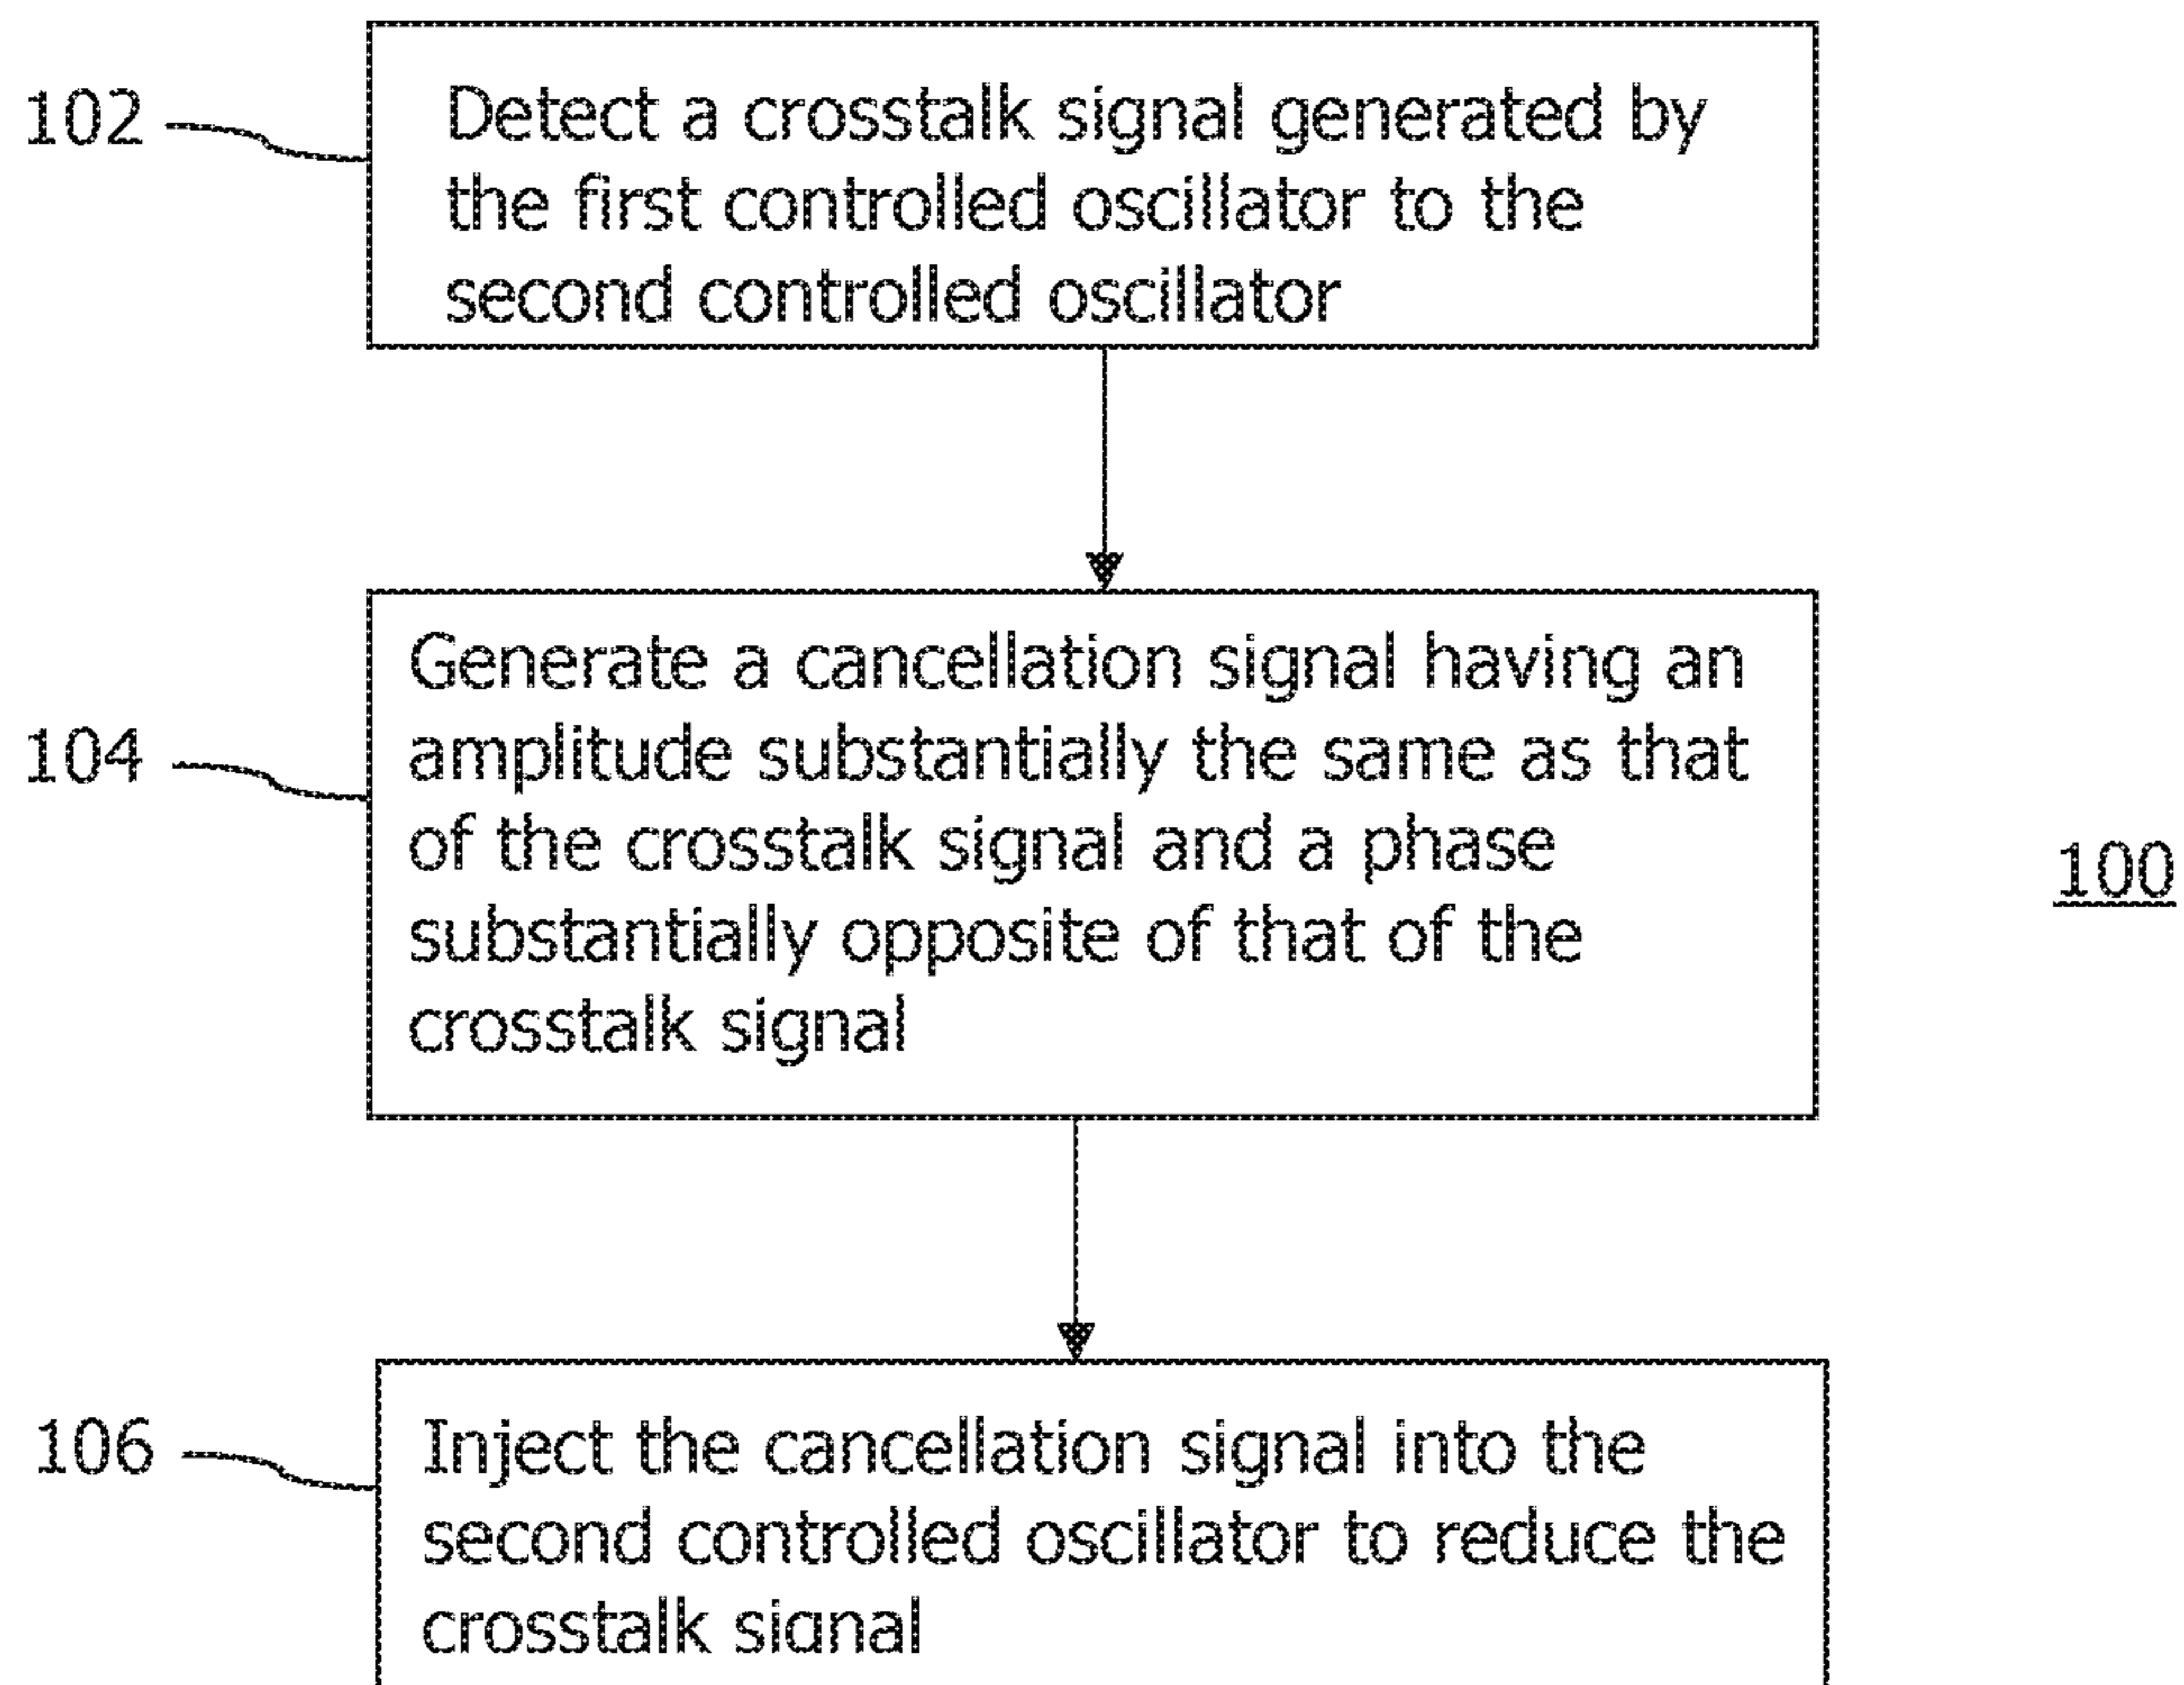 102
Detect a crosstalk signal generated by
the first controlled oscillator to the
second controlled oscillator
104
Generate a cancellation signal having an
amplitude substantially the same as that
of the crosstalk signal and a phase
substantially opposite of that of the
crosstalk signal
100
106
Inject the cancellation signal into the
second controlled oscillator to reduce the
crosstalk signal